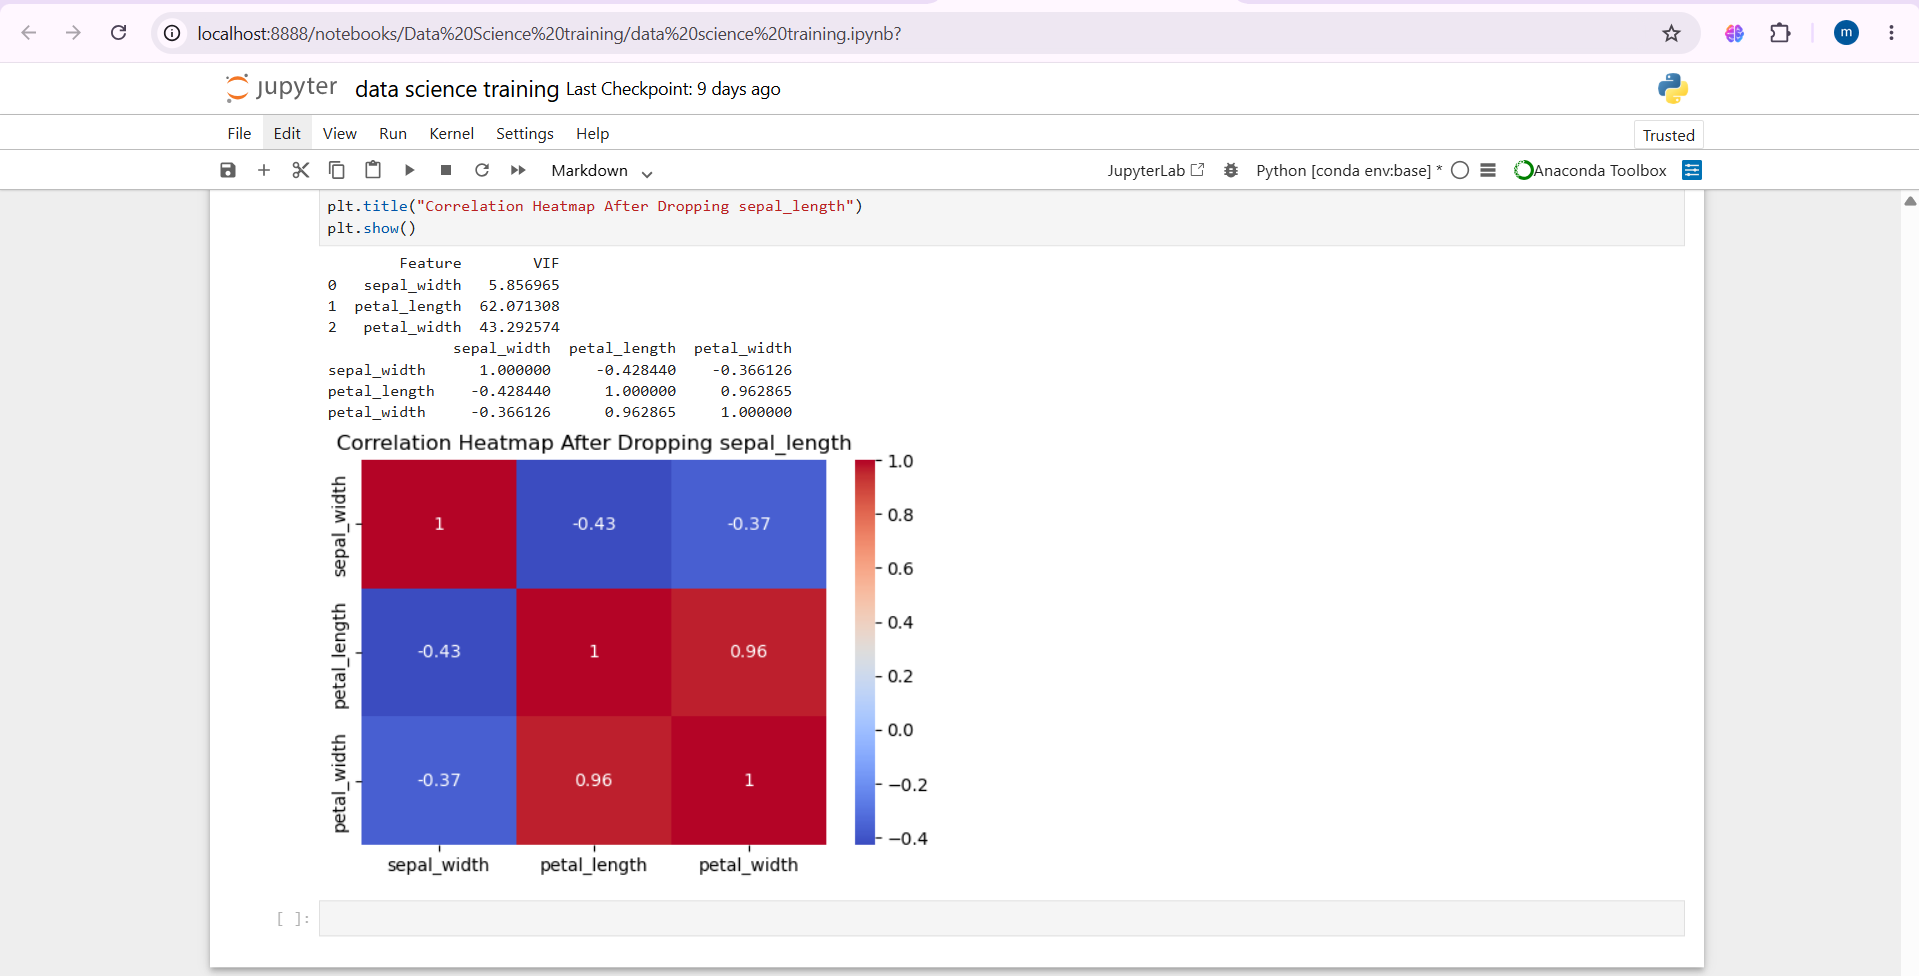 localhost:8888/notebooks/Data%20Science%20training/data%20science%20training.ipynb?
m
jupyter data science training Last Checkpoint: 9 days ago
File Edit View Run Kernel Settings Help
Trusted
Markdown
JupyterLab
Python [conda env:base] *
Anaconda Toolbox
plt.title("Correlation Heatmap After Dropping sepal_length")
plt.show()
Feature VIF
0 sepal_width 5.856965
1 petal_length 62.071308
2 petal_width 43.292574
sepal_width petal_length petal_width
sepal_width 1.000000 -0.428440 -0.366126
petal_length -0.428440 1.000000 0.962865
petal_width -0.366126 0.962865 1.000000
Correlation Heatmap After Dropping sepal_length
sepal_width
1 -0.43 -0.37
petal_length
-0.43 1 0.96
petal_width
-0.37 0.96 1
sepal_width petal_length petal_width
1.0
0.8
0.6
0.4
0.2
0.0
−0.2
−0.4
[ ]: